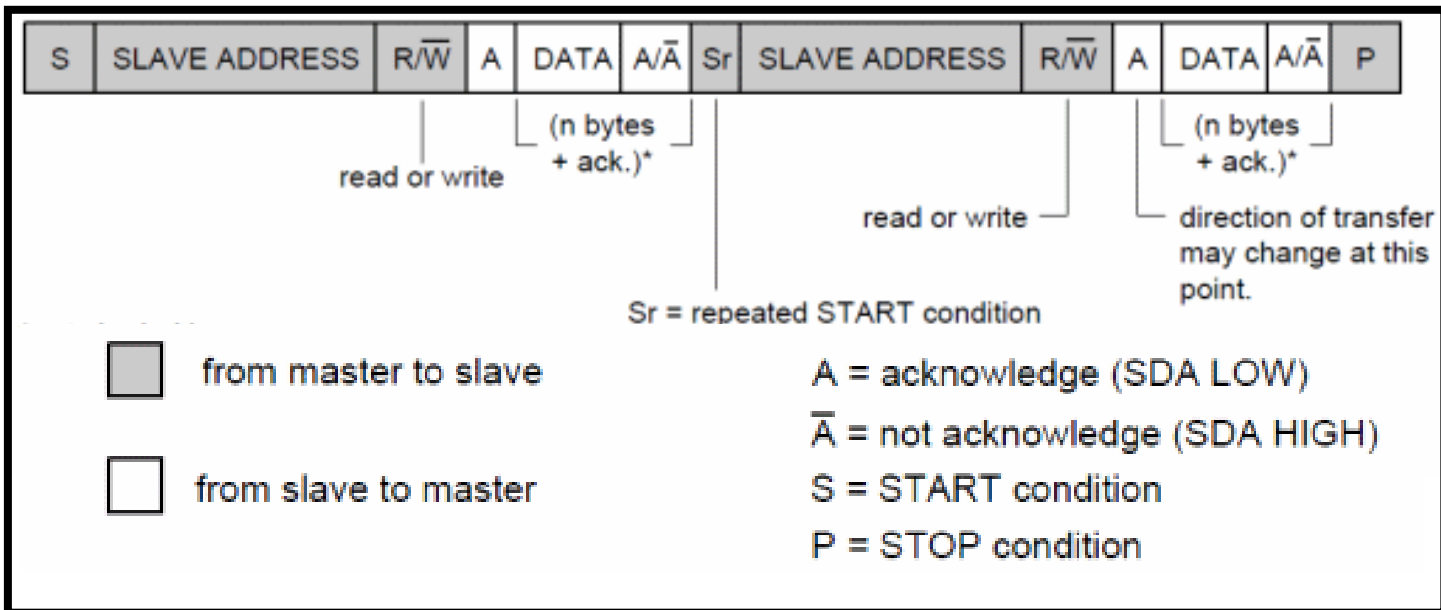 S SLAVE ADDRESS R/W̅ A DATA A/A̅ Sr SLAVE ADDRESS R/W̅ A DATA A/A̅ P
(n bytes
+ ack.)*
read or write
(n bytes
+ ack.)*
read or write
direction of transfer
may change at this
point.
Sr = repeated START condition
from master to slave
from slave to master
A = acknowledge (SDA LOW)
A̅ = not acknowledge (SDA HIGH)
S = START condition
P = STOP condition